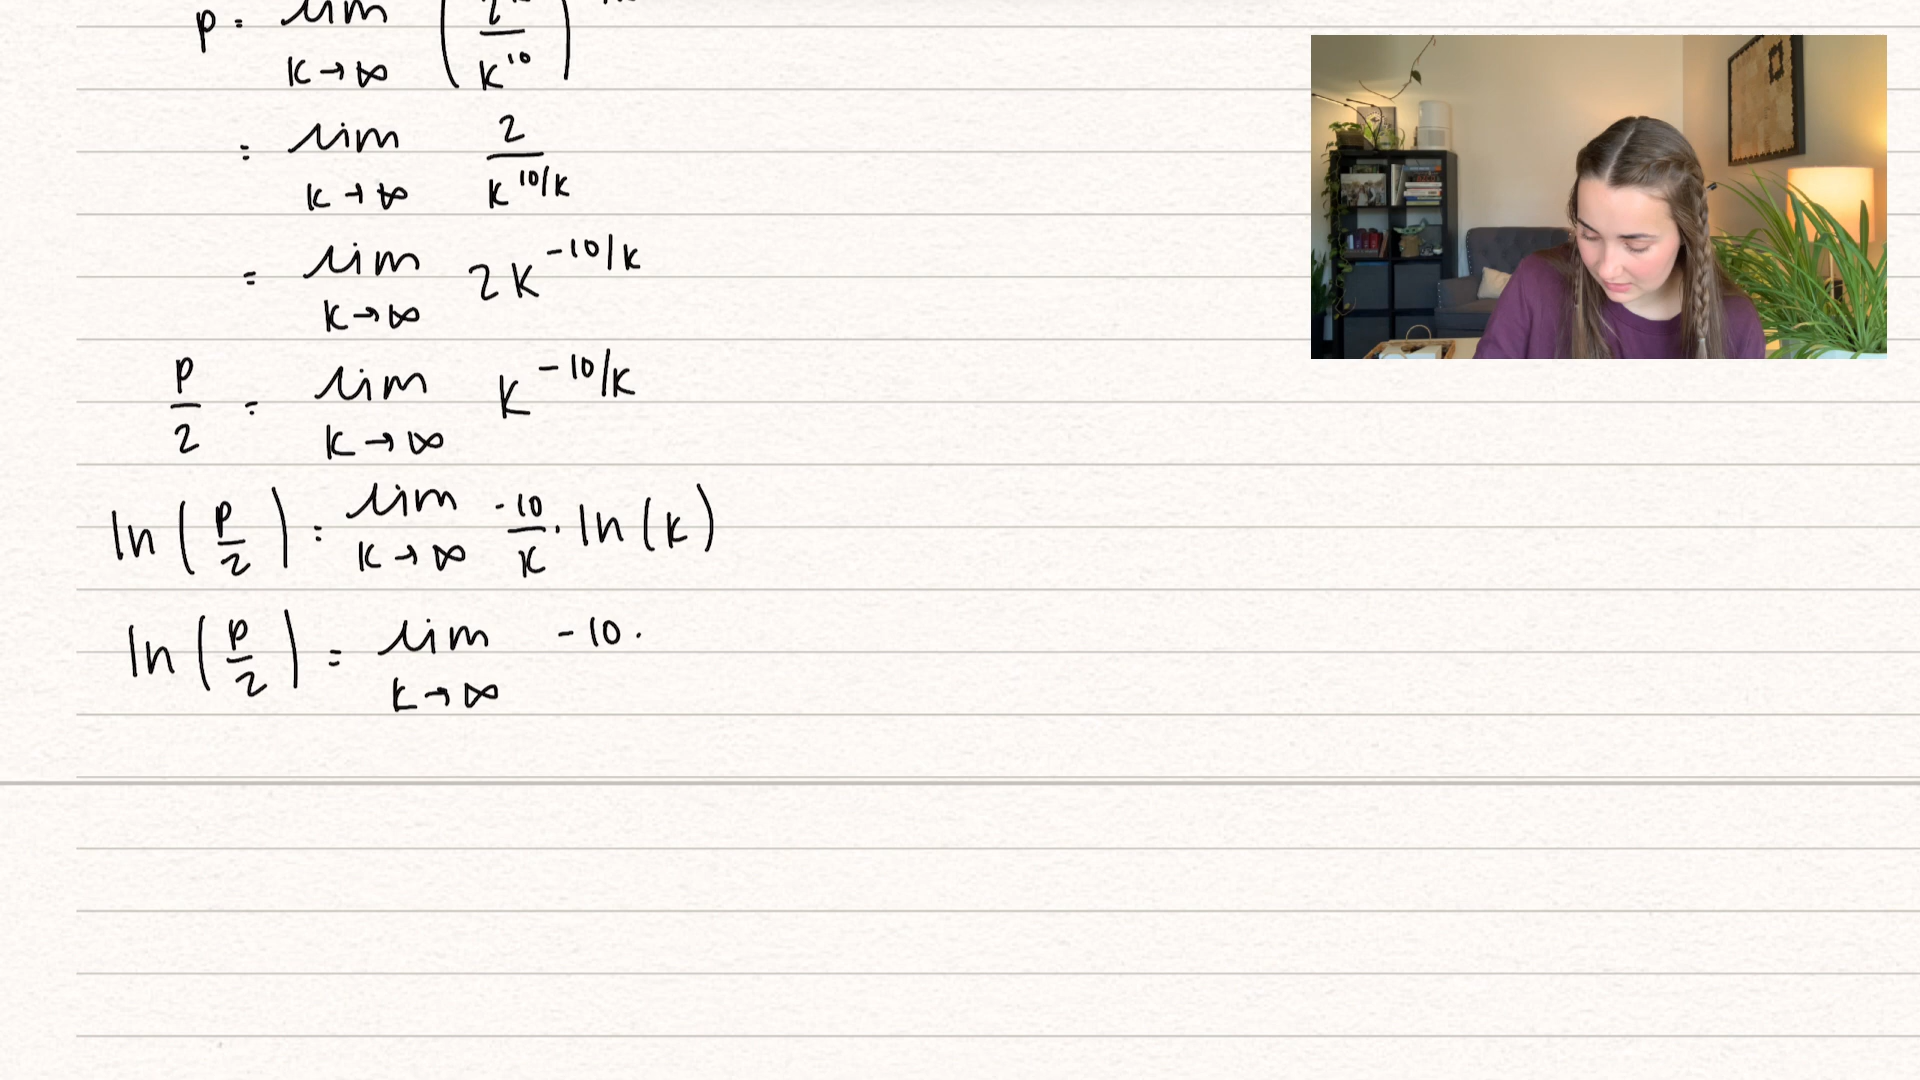 p = lim k→∞ ( 2 / k^10 )
= lim k→∞ 2 / k^10/k
= lim k→∞ 2k^-10/k
p/2 = lim k→∞ k^-10/k
ln(p/2) = lim k→∞ -10/k · ln(k)
ln(p/2) = lim k→∞ -10 ·